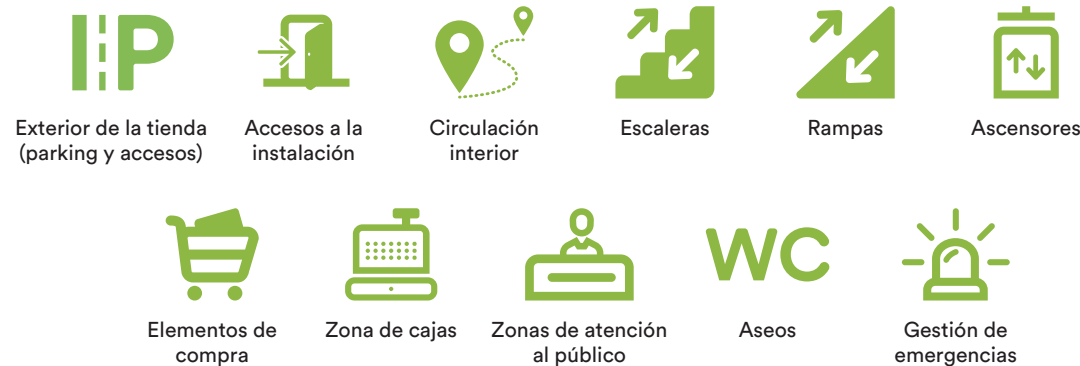 P
Exterior de la tienda
(parking y accesos)
Accesos a la
instalación
Circulación
interior
Escaleras
Rampas
Ascensores
Elementos de
compra
Zona de cajas
Zonas de atención
al público
WC
Aseos
Gestión de
emergencias